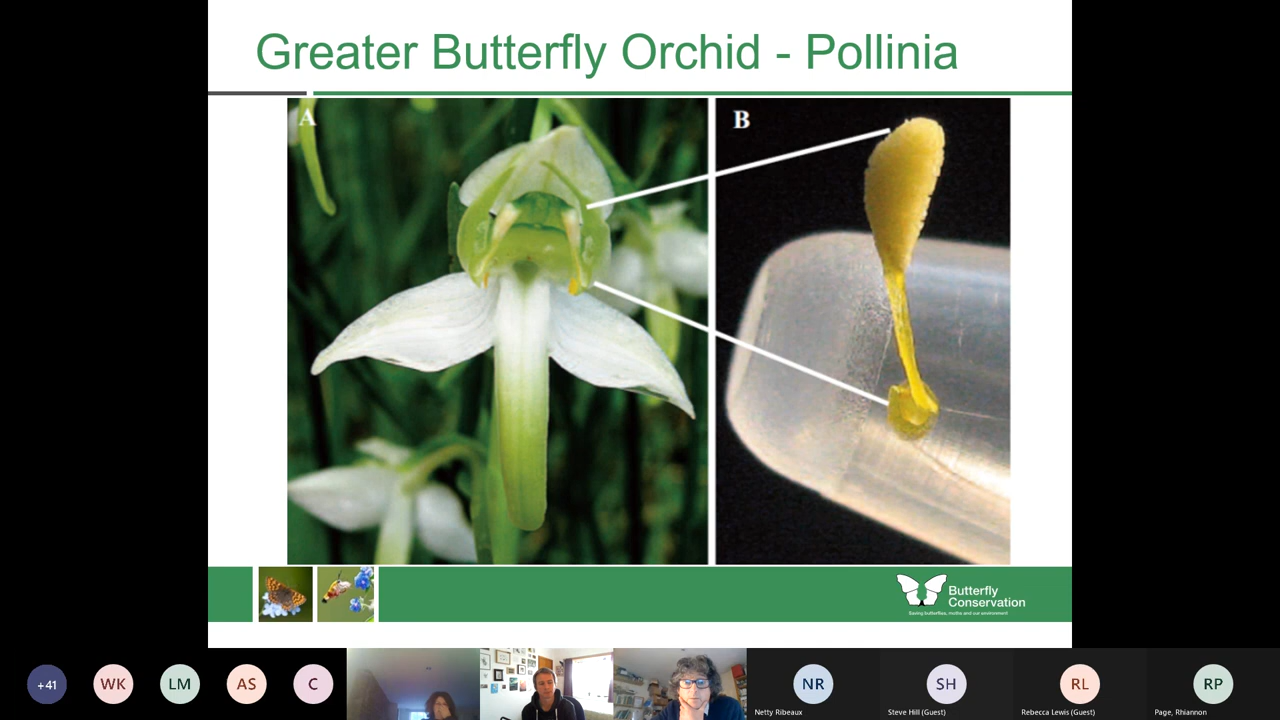 Greater Butterfly Orchid - Pollinia
A
B
Butterfly
Conservation
Saving butterflies, moths and our environment
+41
WK
LM
AS
C
NR
SH
RL
RP
Netty Ribeaux
Steve Hill (Guest)
Rebecca Lewis (Guest)
Page, Rhiannon